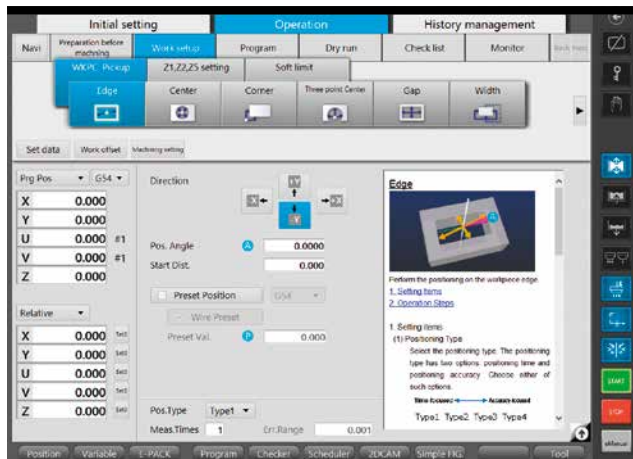 Initial setting
Operation
History management
Navi
Preparation before machining
Work setup
Program
Dry run
Check list
Monitor
WKPC Pickup
Z1,Z2,Z5 setting
Soft limit
Edge
Center
Corner
Three point Center
Gap
Width
Set data
Work offset
Machining setting
Prg Pos G54
X 0.000
Y 0.000
U 0.000 #1
V 0.000 #1
Z 0.000
Relative
X 0.000
Y 0.000
U 0.000
V 0.000
Z 0.000
Direction
Pos. Angle A 0.0000
Start Dist. 0.000
Preset Position G54
Wire Preset
Preset Val. P 0.000
Pos.Type Type1
Meas.Times 1 Err.Range 0.001
Edge
Perform the positioning on the workpiece edge.
1. Setting Items
2. Operation Steps
1. Setting items
(1) Positioning Type
Select the positioning type. The positioning
type has two options: positioning time and
positioning accuracy. Choose either of
such options.
Time-focused Accuracy-focused
Type1 Type2 Type3 Type4
START
STOP
Position Variable E-PACK Program Checker Scheduler 2DCAM Simple FIG Tool